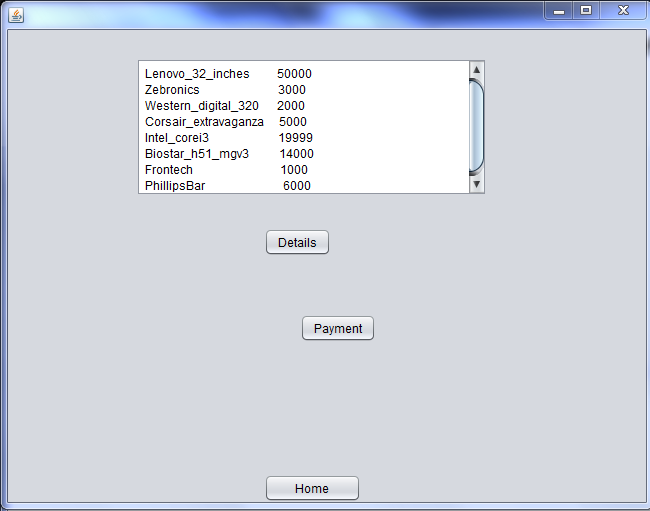 Lenovo_32_inches 50000
Zebronics 3000
Western_digital_320 2000
Corsair_extravaganza 5000
Intel_corei3 19999
Biostar_h51_mgv3 14000
Frontech 1000
PhillipsBar 6000
Details
Payment
Home